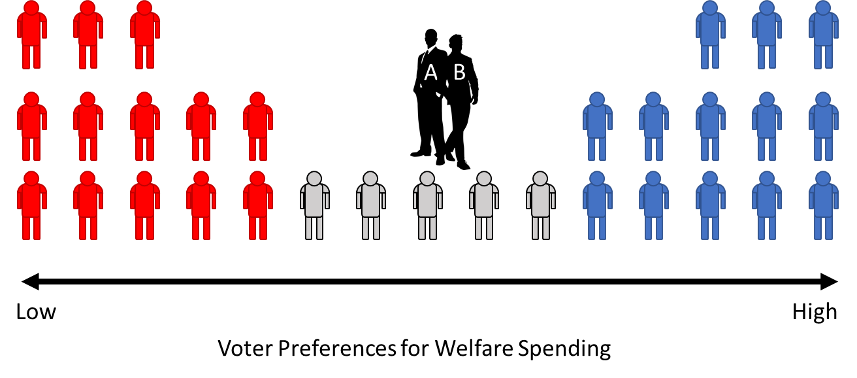 A B
Low High
Voter Preferences for Welfare Spending